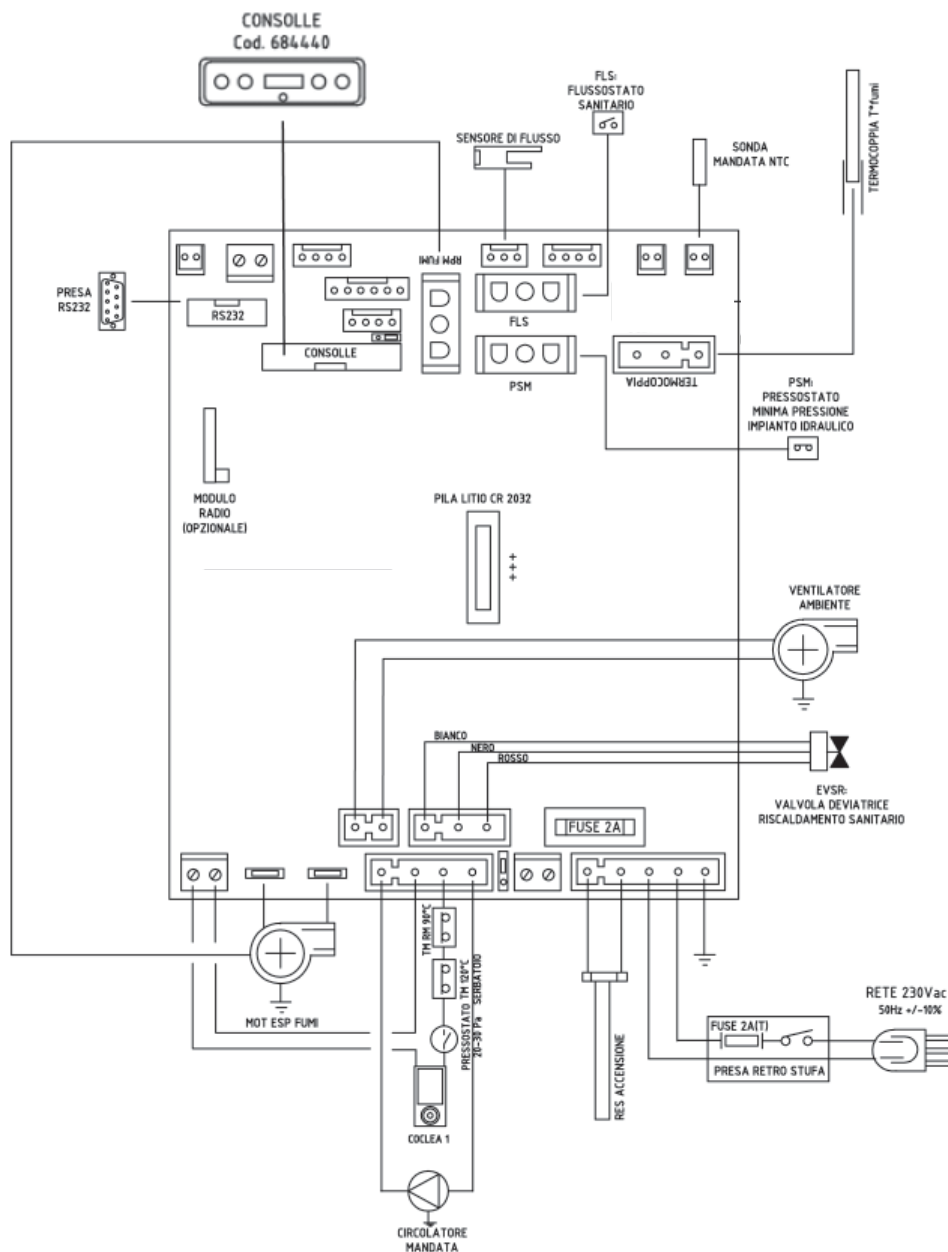 CONSOLLE
Cod. 684440
FLS:
FLUSSOSTATO
SANITARIO
SENSORE DI FLUSSO
SONDA
MANDATA NTC
TERMOCOPPIA T°fumi
RPM FUMI
PRESA
RS232
RS232
FLS
CONSOLLE
PSM
TERMOCOPPIA
PSM:
PRESSOSTATO
MINIMA PRESSIONE
IMPIANTO IDRAULICO
MODULO
RADIO
(OPZIONALE)
PILA LITIO CR 2032
+++
VENTILATORE
AMBIENTE
BIANCO
NERO
ROSSO
EVSR:
VALVOLA DEVIATRICE
RISCALDAMENTO SANITARIO
FUSE 2A
TM RM 90°C
PRESSOSTATO TM 120°C
20-30 Pa SERBATOIO
MOT ESP FUMI
RETE 230Vac
50Hz +/-10%
FUSE 2A(T)
PRESA RETRO STUFA
RES ACCENSIONE
COCLEA 1
CIRCOLATORE
MANDATA